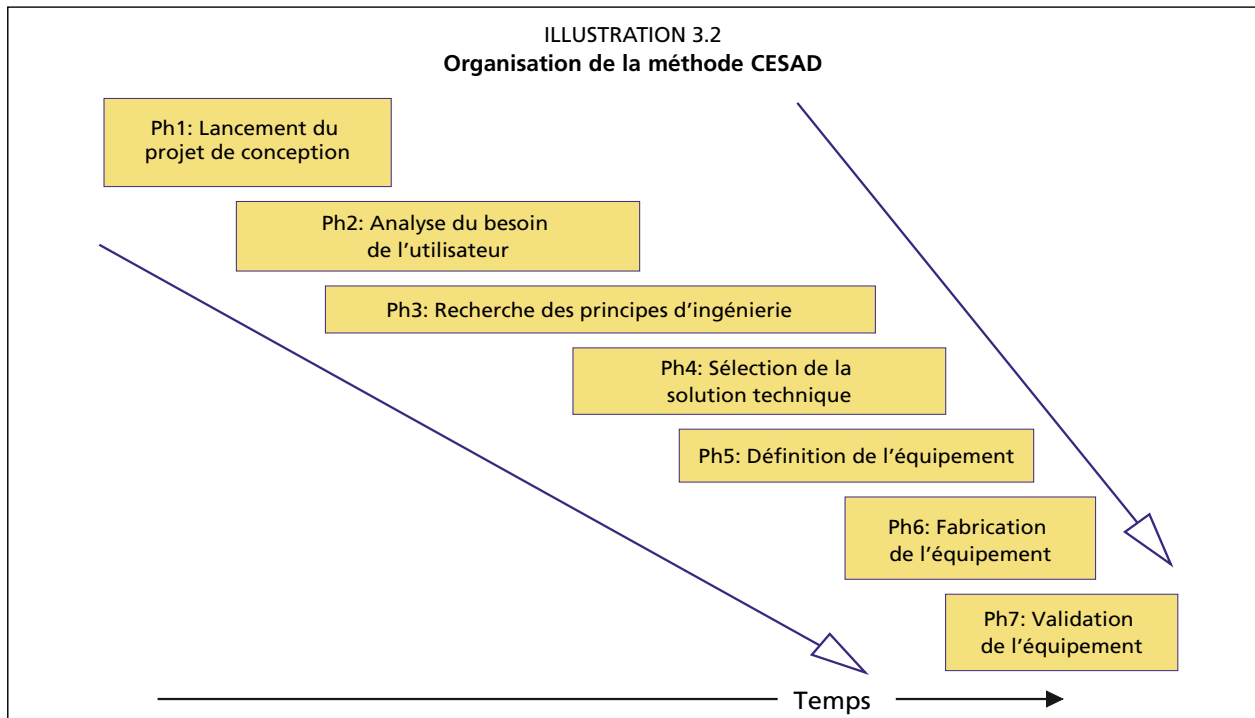 ILLUSTRATION 3.2
Organisation de la méthode CESAD
Ph1: Lancement du
projet de conception
Ph2: Analyse du besoin
de l’utilisateur
Ph3: Recherche des principes d’ingénierie
Ph4: Sélection de la
solution technique
Ph5: Définition de l’équipement
Ph6: Fabrication
de l’équipement
Ph7: Validation
de l’équipement
Temps